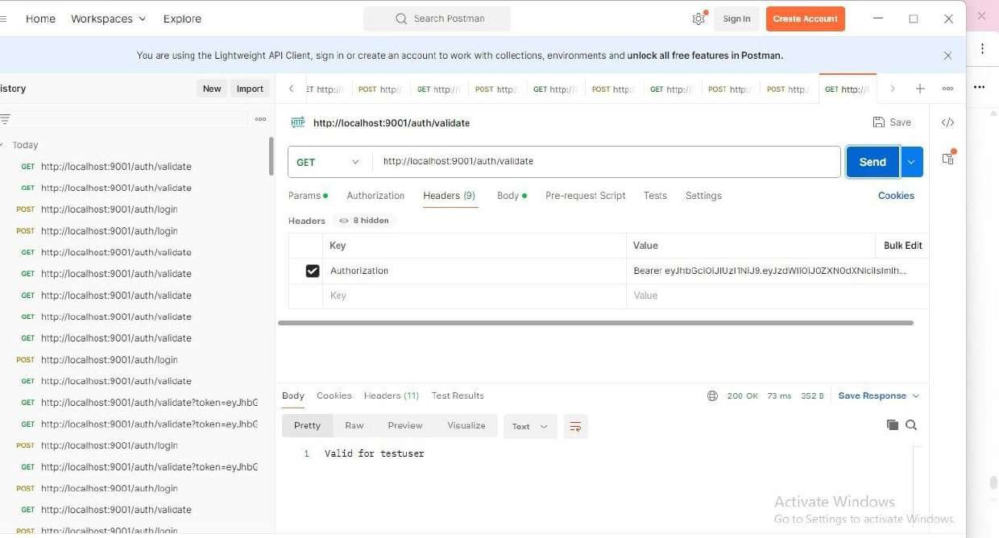 Home Workspaces Explore Search Postman Sign In Create Account
You are using the Lightweight API Client, sign in or create an account to work with collections, environments and unlock all free features in Postman.
istory New Import
ET http:// POST http: GET http:// POST http: GET http:// POST http: GET http:// POST http: POST http: GET http://
HTTP http://localhost:9001/auth/validate Save
Today
GET http://localhost:9001/auth/validate
GET http://localhost:9001/auth/validate
POST http://localhost:9001/auth/login
POST http://localhost:9001/auth/login
GET http://localhost:9001/auth/validate
GET http://localhost:9001/auth/validate
GET http://localhost:9001/auth/validate
GET http://localhost:9001/auth/validate
GET http://localhost:9001/auth/validate
POST http://localhost:9001/auth/login
GET http://localhost:9001/auth/validate
GET http://localhost:9001/auth/validate?token=eyJhbG
GET http://localhost:9001/auth/validate?token=eyJhbG
POST http://localhost:9001/auth/login
GET http://localhost:9001/auth/validate?token=eyJhbG
POST http://localhost:9001/auth/login
GET http://localhost:9001/auth/validate
POST http://localhost:9001/auth/login
GET http://localhost:9001/auth/validate Send
Params Authorization Headers (9) Body Pre-request Script Tests Settings Cookies
Headers 8 hidden
Key Value Bulk Edit
Authorization Bearer eyJhbGciOiJIUzI1NiJ9.eyJzdWIiOiJ0ZXN0dXNlciIsImlh...
Key Value
Body Cookies Headers (11) Test Results 200 OK 73 ms 352 B Save Response
Pretty Raw Preview Visualize Text
1 Valid for testuser
Activate Windows
Go to Settings to activate Windows.